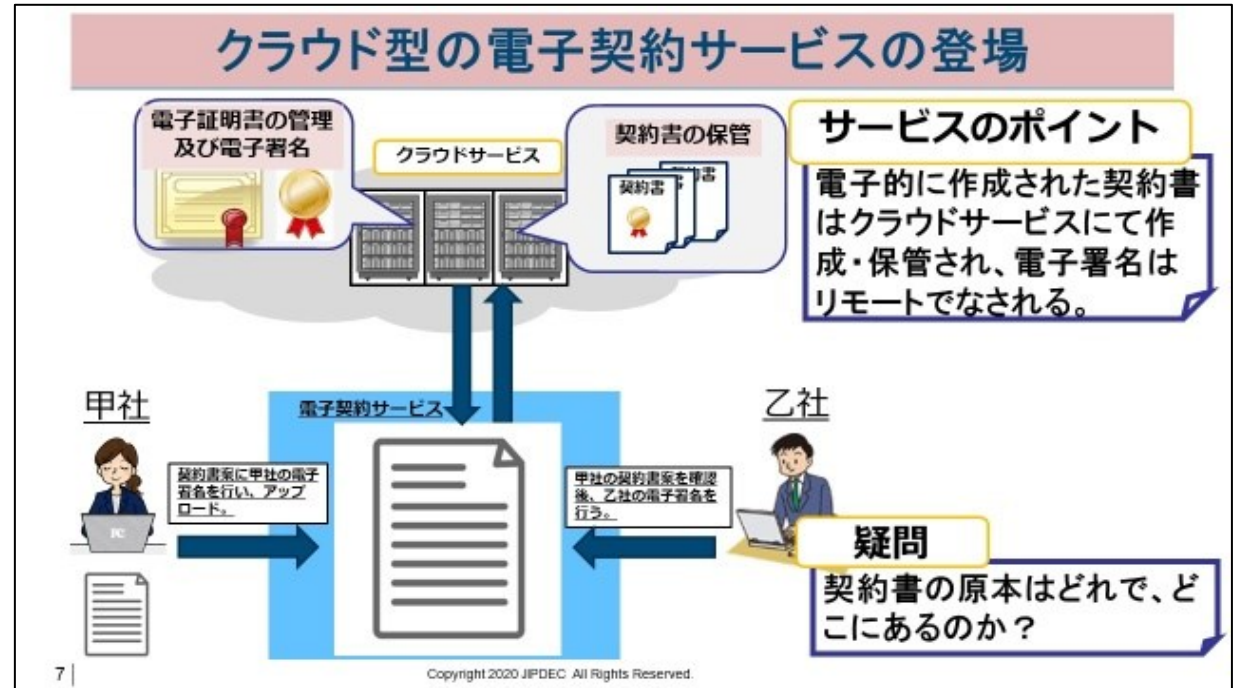 クラウド型の電子契約サービスの登場
電子証明書の管理
及び電子署名
クラウドサービス
契約書の保管
契約書
約書
書
サービスのポイント
電子的に作成された契約書
はクラウドサービスにて作
成・保管され、電子署名は
リモートでなされる。
甲社
電子契約サービス
乙社
契約書案に甲社の電子
署名を行い、アップ
ロード。
甲社の契約書案を確認
後、乙社の電子署名を
行う。
PC
疑問
契約書の原本はどれで、ど
こにあるのか？
7
Copyright 2020 JIPDEC All Rights Reserved.